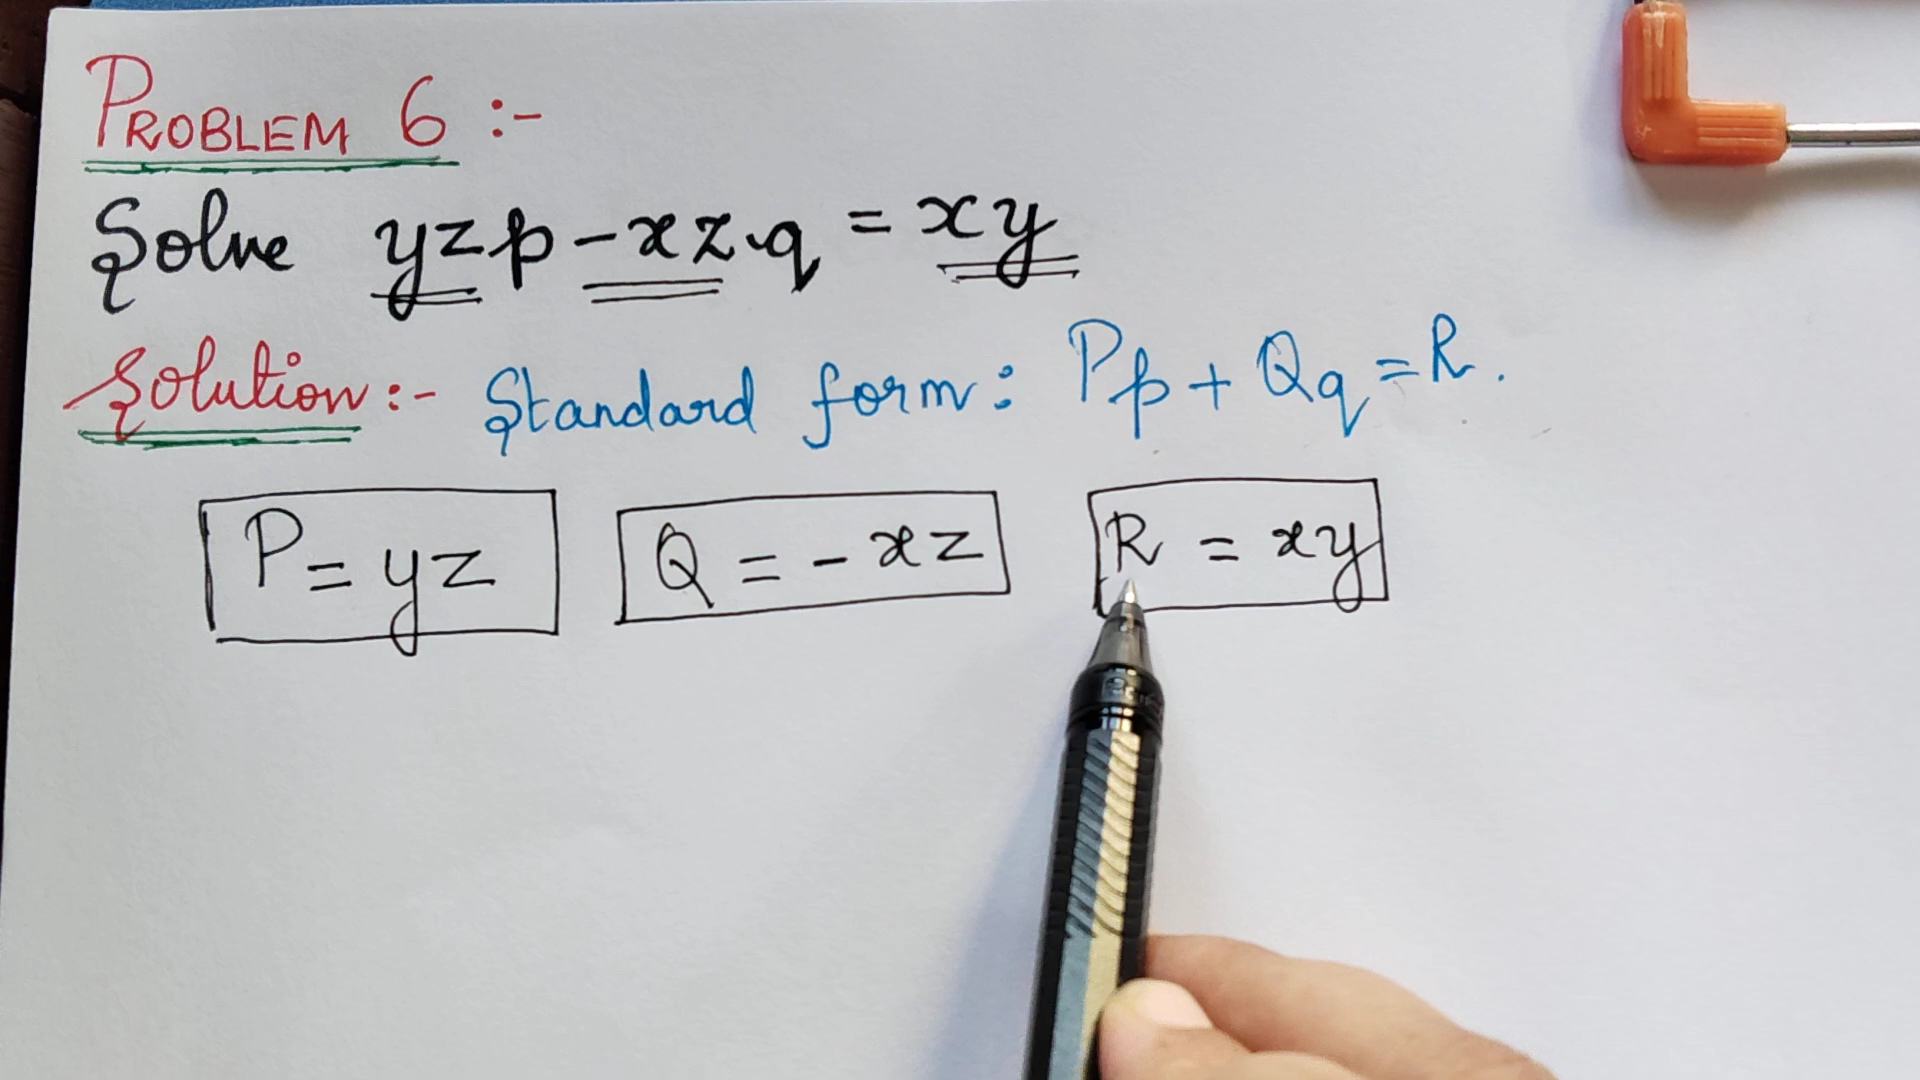 PROBLEM 6 :-
Solve yzp - xz.q = xy
Solution :- Standard form: Pp + Qq = R.
P = yz Q = - xz R = xy